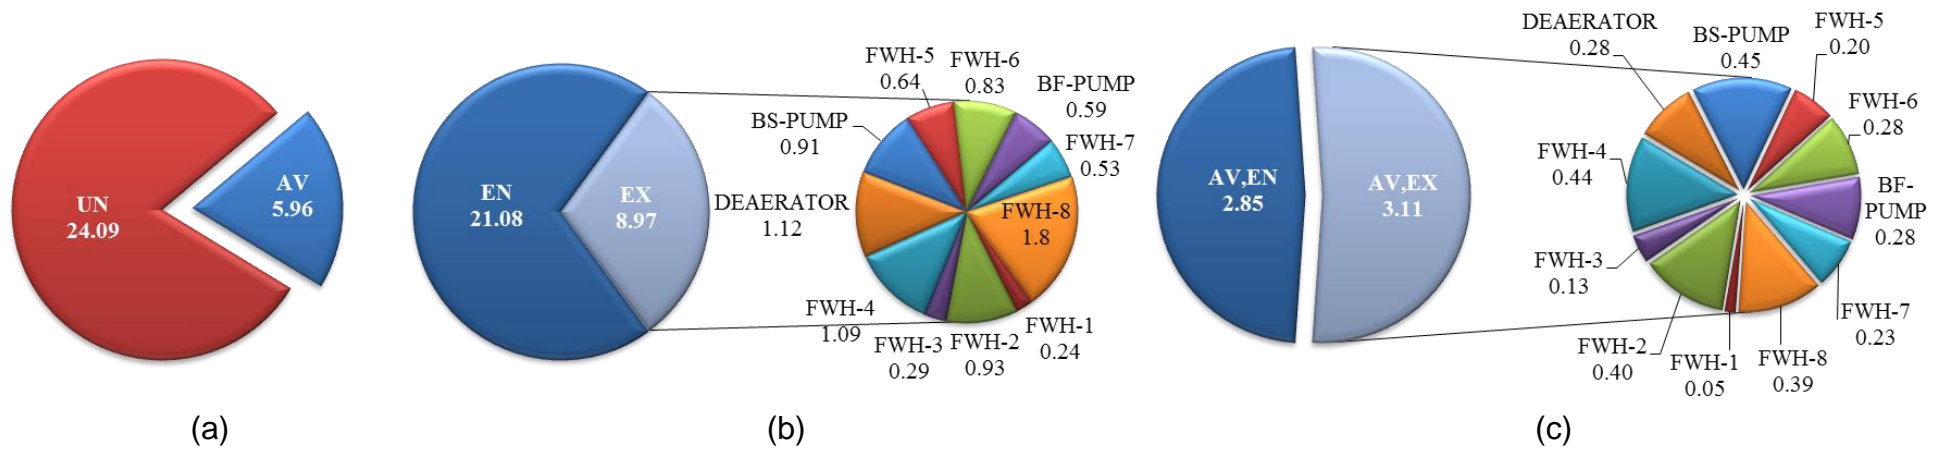 UN
24.09
AV
5.96
(a)
EN
21.08
EX
8.97
FWH-5
0.64
FWH-6
0.83
BF-PUMP
0.59
FWH-7
0.53
FWH-8
1.8
FWH-1
0.24
FWH-2
0.93
FWH-3
0.29
FWH-4
1.09
DEAERATOR
1.12
BS-PUMP
0.91
(b)
AV,EN
2.85
AV,EX
3.11
DEAERATOR
0.28
BS-PUMP
0.45
FWH-5
0.20
FWH-6
0.28
BF-
PUMP
0.28
FWH-7
0.23
FWH-8
0.39
FWH-1
0.05
FWH-2
0.40
FWH-3
0.13
FWH-4
0.44
(c)